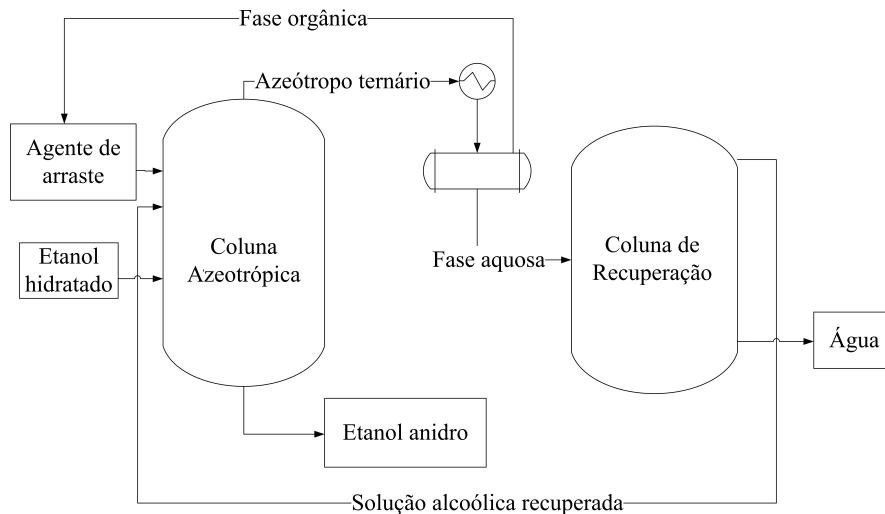 Fase orgânica
Azeótropo ternário
Agente de
arraste
Etanol
hidratado
Coluna
Azeotrópica
Fase aquosa
Coluna de
Recuperação
Água
Etanol anidro
Solução alcoólica recuperada